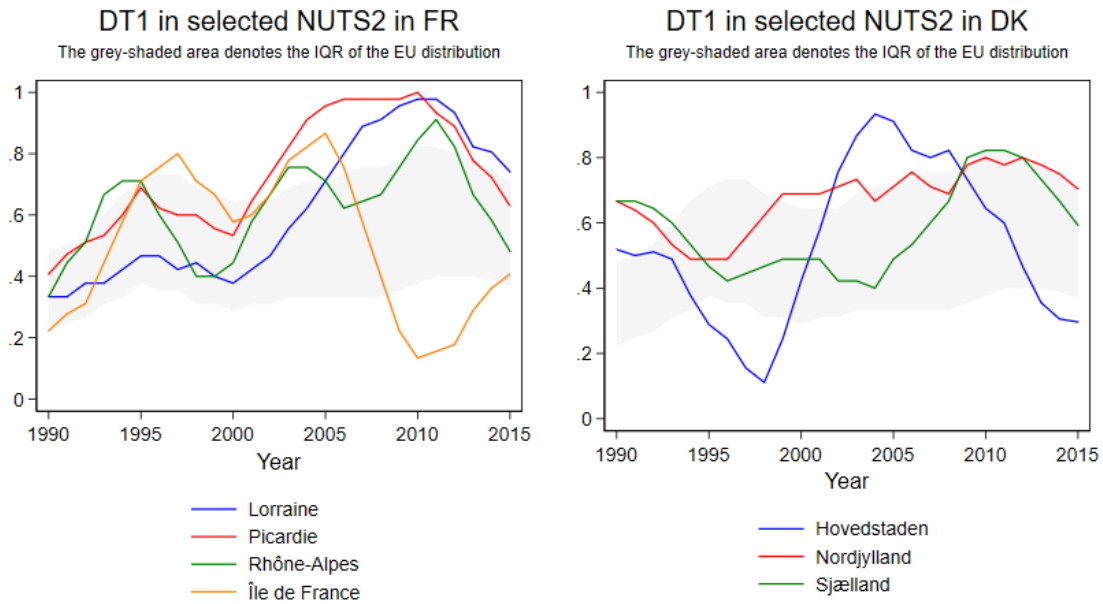 DT1 in selected NUTS2 in FR
The grey-shaded area denotes the IQR of the EU distribution
1
.8
.6
.4
.2
0
1990 1995 2000 2005 2010 2015
Year
Lorraine
Picardie
Rhône-Alpes
Île de France
DT1 in selected NUTS2 in DK
The grey-shaded area denotes the IQR of the EU distribution
1
.8
.6
.4
.2
0
1990 1995 2000 2005 2010 2015
Year
Hovedstaden
Nordjylland
Sjælland